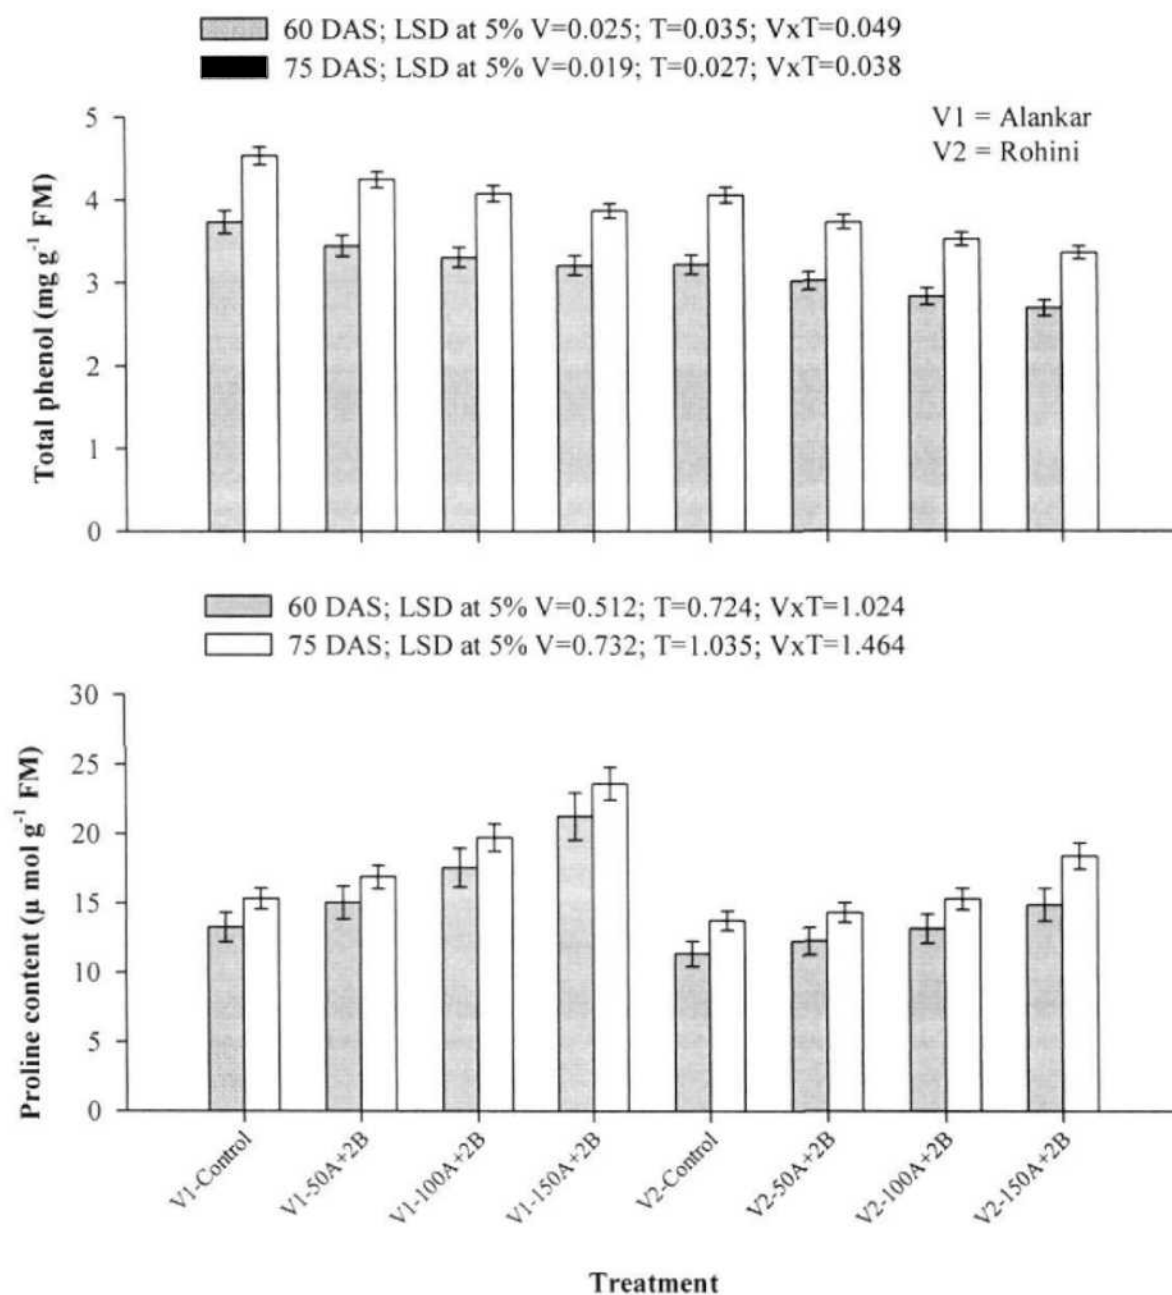 60 DAS; LSD at 5% V=0.025; T=0.035; VxT=0.049
75 DAS; LSD at 5% V=0.019; T=0.027; VxT=0.038
V1 = Alankar
V2 = Rohini
Total phenol (mg g⁻¹ FM)
5
4
3
2
1
0
60 DAS; LSD at 5% V=0.512; T=0.724; VxT=1.024
75 DAS; LSD at 5% V=0.732; T=1.035; VxT=1.464
Proline content (µ mol g⁻¹ FM)
30
25
20
15
10
5
0
V1-Control
V1-50A+2B
V1-100A+2B
V1-150A+2B
V2-Control
V2-50A+2B
V2-100A+2B
V2-150A+2B
Treatment